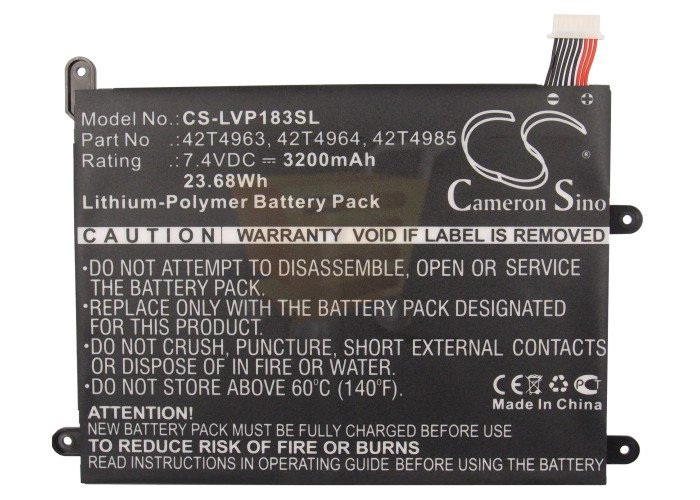 Model No.: CS-LVP183SL
Part No : 42T4963, 42T4964, 42T4985
Rating : 7.4VDC ⎓ 3200mAh
23.68Wh
Lithium-Polymer Battery Pack
CS
Cameron Sino
CAUTION WARRANTY VOID IF LABEL IS REMOVED
•DO NOT ATTEMPT TO DISASSEMBLE, OPEN OR SERVICE
THE BATTERY PACK.
•REPLACE ONLY WITH THE BATTERY PACK DESIGNATED
FOR THIS PRODUCT.
•DO NOT CRUSH, PUNCTURE, SHORT EXTERNAL CONTACTS
OR DISPOSE OF IN FIRE OR WATER.
•DO NOT STORE ABOVE 60°C (140°F).
CE PCT
Made In China
ATTENTION!
NEW BATTERY PACK MUST BE FULLY CHARGED BEFORE USE
TO REDUCE RISK OF FIRE OR BURNS
READ INSTRUCTIONS IN OPERATING GUIDE BEFORE BATTERY USE